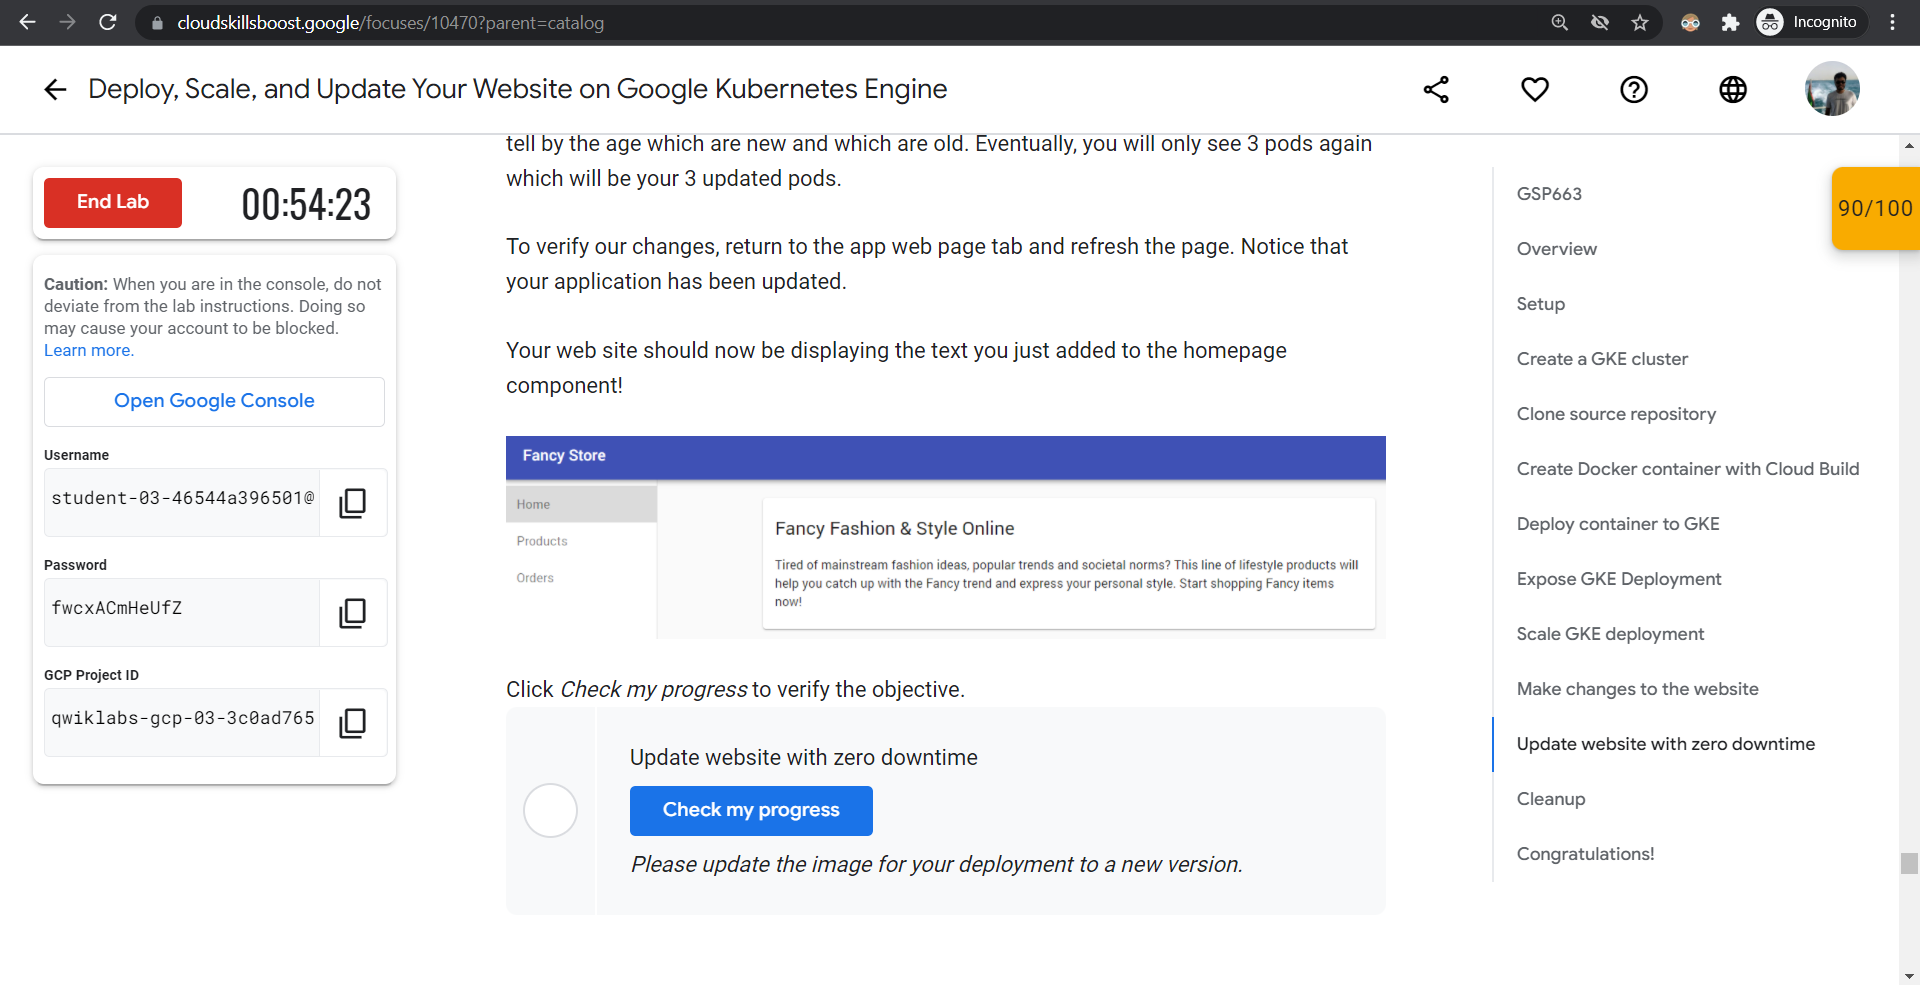 cloudskillsboost.google/focuses/10470?parent=catalog
Incognito
Deploy, Scale, and Update Your Website on Google Kubernetes Engine
End Lab
00:54:23
Caution: When you are in the console, do not
deviate from the lab instructions. Doing so
may cause your account to be blocked.
Learn more.
Open Google Console
Username
student-03-46544a396501@
Password
fwcxACmHeUfZ
GCP Project ID
qwiklabs-gcp-03-3c0ad765
tell by the age which are new and which are old. Eventually, you will only see 3 pods again
which will be your 3 updated pods.
To verify our changes, return to the app web page tab and refresh the page. Notice that
your application has been updated.
Your web site should now be displaying the text you just added to the homepage
component!
Fancy Store
Home
Products
Orders
Fancy Fashion & Style Online
Tired of mainstream fashion ideas, popular trends and societal norms? This line of lifestyle products will
help you catch up with the Fancy trend and express your personal style. Start shopping Fancy items
now!
Click Check my progress to verify the objective.
Update website with zero downtime
Check my progress
Please update the image for your deployment to a new version.
GSP663
Overview
Setup
Create a GKE cluster
Clone source repository
Create Docker container with Cloud Build
Deploy container to GKE
Expose GKE Deployment
Scale GKE deployment
Make changes to the website
Update website with zero downtime
Cleanup
Congratulations!
90/100